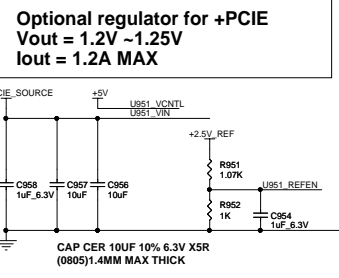 Optional regulator for +PCIE
Vout = 1.2V ~1.25V
Iout = 1.2A MAX
CIE_SOURCE
+5V
U951_VCNTL
U951_VIN
+2.5V_REF
R951
1.07K
U951_REFEN
C958
1uF_6.3V
C957
10uF
C956
10uF
R952
1K
C954
1uF_6.3V
CAP CER 10UF 10% 6.3V X5R
(0805)1.4MM MAX THICK